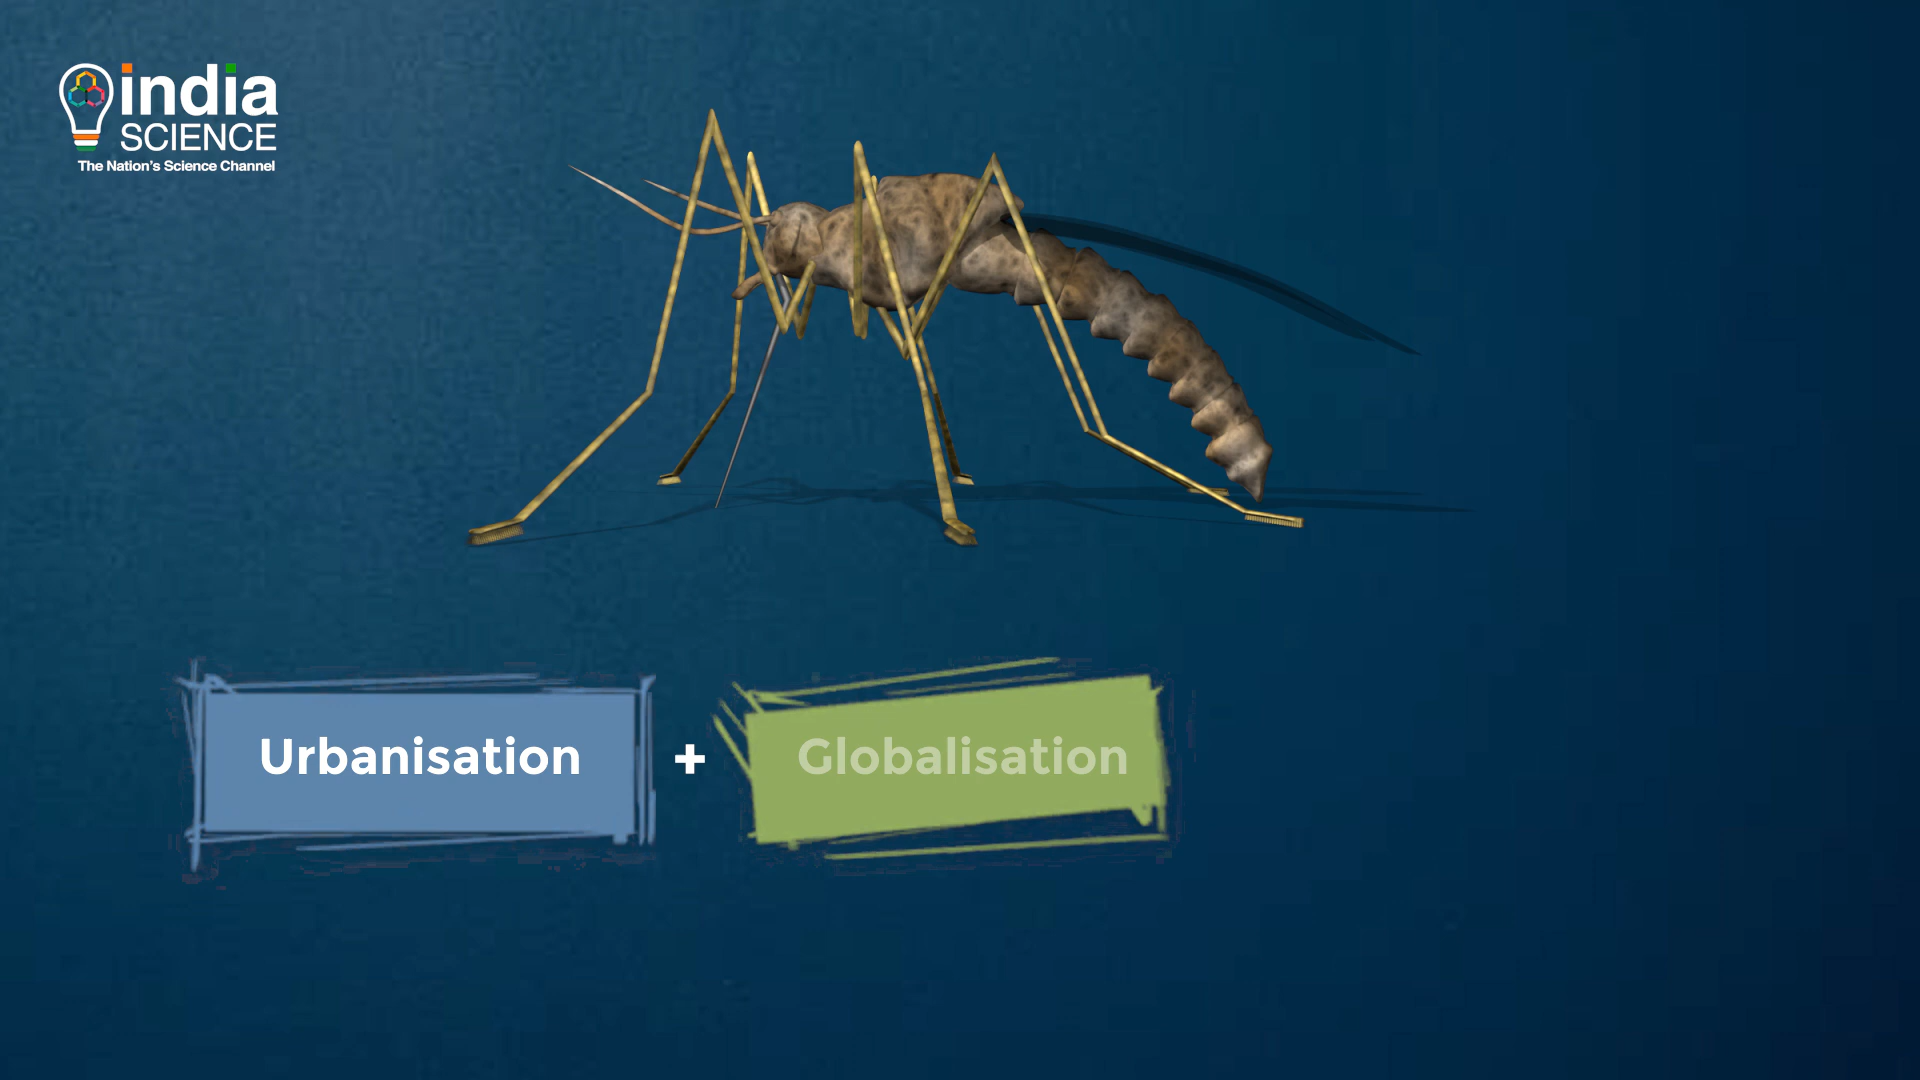 india
SCIENCE
The Nation's Science Channel
Urbanisation + Globalisation